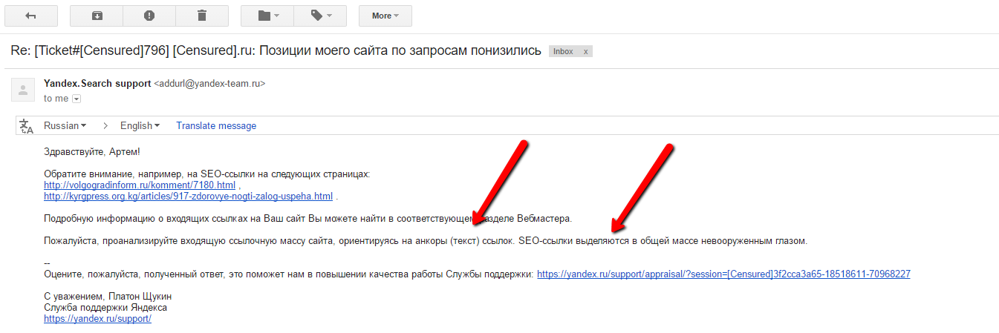 More
Re: [Ticket#[Censured]796] [Censured].ru: Позиции моего сайта по запросам понизились Inbox x
Yandex.Search support <addurl@yandex-team.ru>
to me
Russian > English Translate message
Здравствуйте, Артем!
Обратите внимание, например, на SEO-ссылки на следующих страницах:
http://volgogradinform.ru/komment/7180.html ,
http://kyrgpress.org.kg/articles/917-zdorovye-nogti-zalog-uspeha.html .
Подробную информацию о входящих ссылках на Ваш сайт Вы можете найти в соответствующем разделе Вебмастера.
Пожалуйста, проанализируйте входящую ссылочную массу сайта, ориентируясь на анкоры (текст) ссылок. SEO-ссылки выделяются в общей массе невооруженным глазом.
--
Оцените, пожалуйста, полученный ответ, это поможет нам в повышении качества работы Службы поддержки: https://yandex.ru/support/appraisal/?session=[Censured]3f2cca3a65-18518611-70968227
С уважением, Платон Щукин
Служба поддержки Яндекса
https://yandex.ru/support/